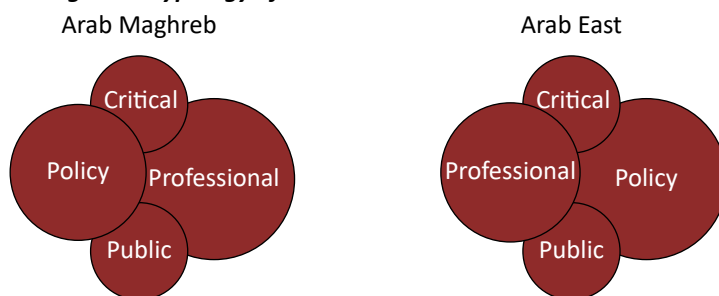 Arab Maghreb
Critical
Policy
Professional
Public
Arab East
Critical
Professional
Policy
Public